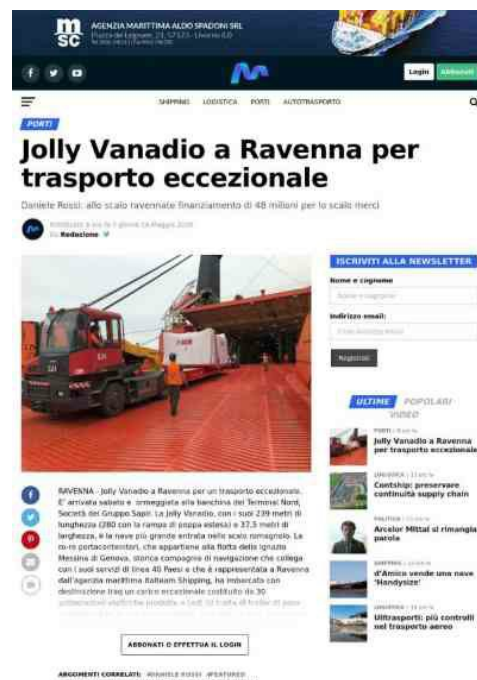 msc
AGENZIA MARITTIMA ALDO SPADONI SRL
Login
Abbonati
SHIPPING LOGISTICA PORTI AUTOTRASPORTO
PORTI
Jolly Vanadio a Ravenna per
trasporto eccezionale
Daniele Rossi: allo scalo ravennate finanziamento di 48 milioni per lo scalo merci
Redazione
RAVENNA - Jolly Vanadio a Ravenna per un trasporto eccezionale.
E' arrivata sabato e ormeggiata alla banchina del Terminal Nord,
Società del Gruppo Sapir. La Jolly Vanadio, con i suoi 239 metri di
lunghezza (280 con la rampa di poppa estesa) e 37,5 metri di
larghezza, è la nave più grande entrata nello scalo romagnolo. La
ro-ro portacontenitori, che appartiene alla flotta della Ignazio
Messina di Genova, storica compagnia di navigazione che collega
con i suoi servizi di linea 40 Paesi e che è rappresentata a Ravenna
dall'agenzia marittima Italteam Shipping, ha imbarcato con
destinazione Iraq un carico eccezionale costituito da 30
ABBONATI O EFFETTUA IL LOGIN
ARGOMENTI CORRELATI: #DANIELE ROSSI #FEATURED
ISCRIVITI ALLA NEWSLETTER
Nome e cognome
Nome e cognome
Indirizzo email:
Registrati
ULTIME POPOLARI
VIDEO
Jolly Vanadio a Ravenna
per trasporto eccezionale
Contship: preservare
continuità supply chain
Arcelor Mittal si rimangia
parola
d'Amico vende una nave
'Handysize'
Uiltrasporti: più controlli
nel trasporto aereo